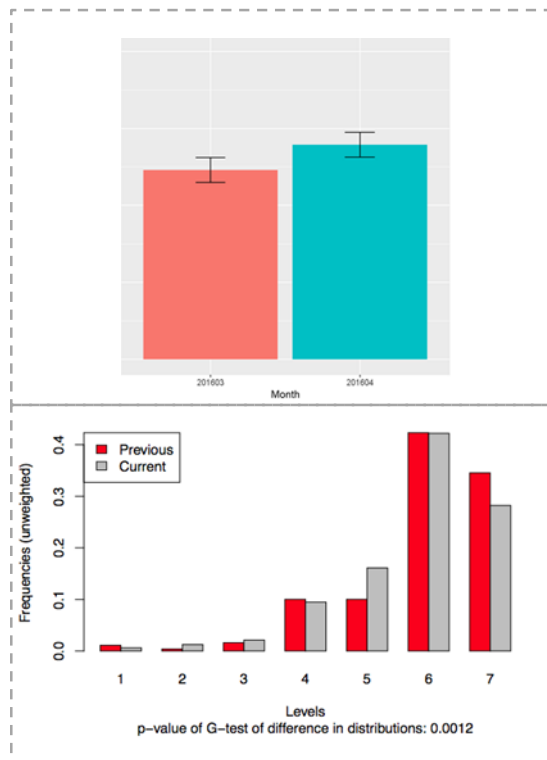 201603 201604
Month
Previous
Current
Frequencies (unweighted)
0.4
0.3
0.2
0.1
0.0
1 2 3 4 5 6 7
Levels
p-value of G-test of difference in distributions: 0.0012